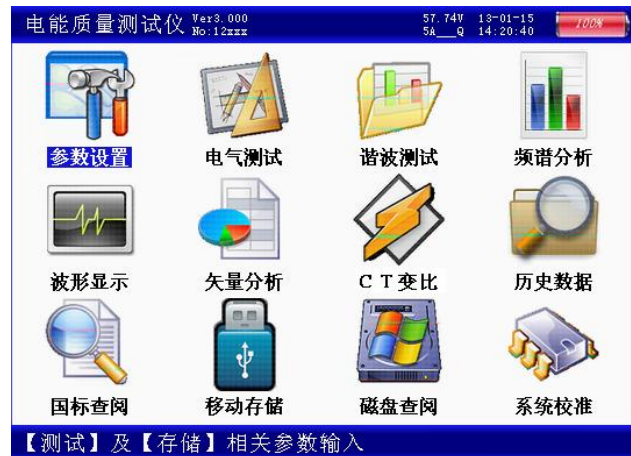 电能质量测试仪 Ver3.000 57.74V 13-01-15
No:12xxx 5A___Q 14:20:40 100%
参数设置 电气测试 谐波测试 频谱分析
波形显示 矢量分析 CT变比 历史数据
国标查阅 移动存储 磁盘查阅 系统校准
【测试】及【存储】相关参数输入